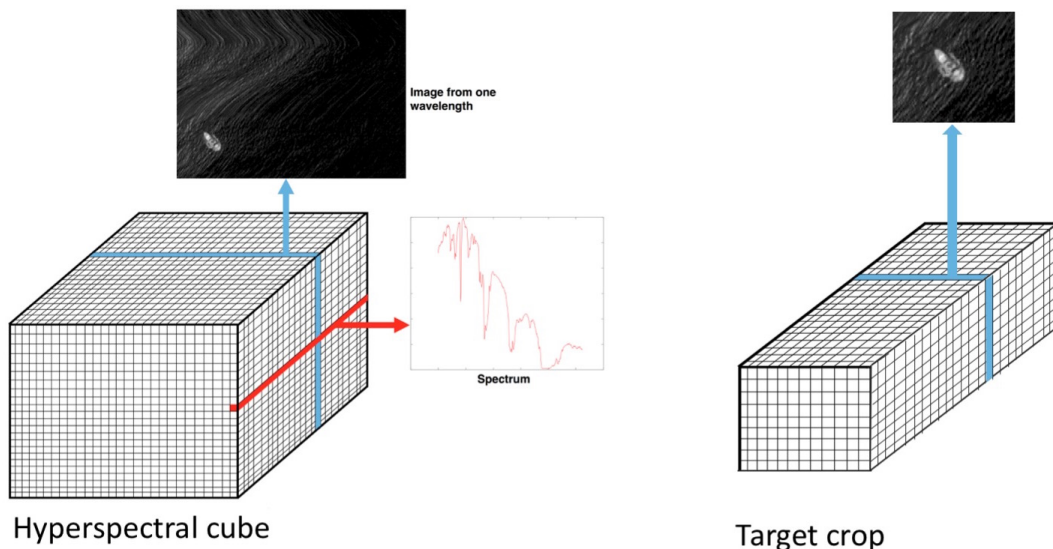 Image from one
wavelength
Spectrum
Hyperspectral cube
Target crop